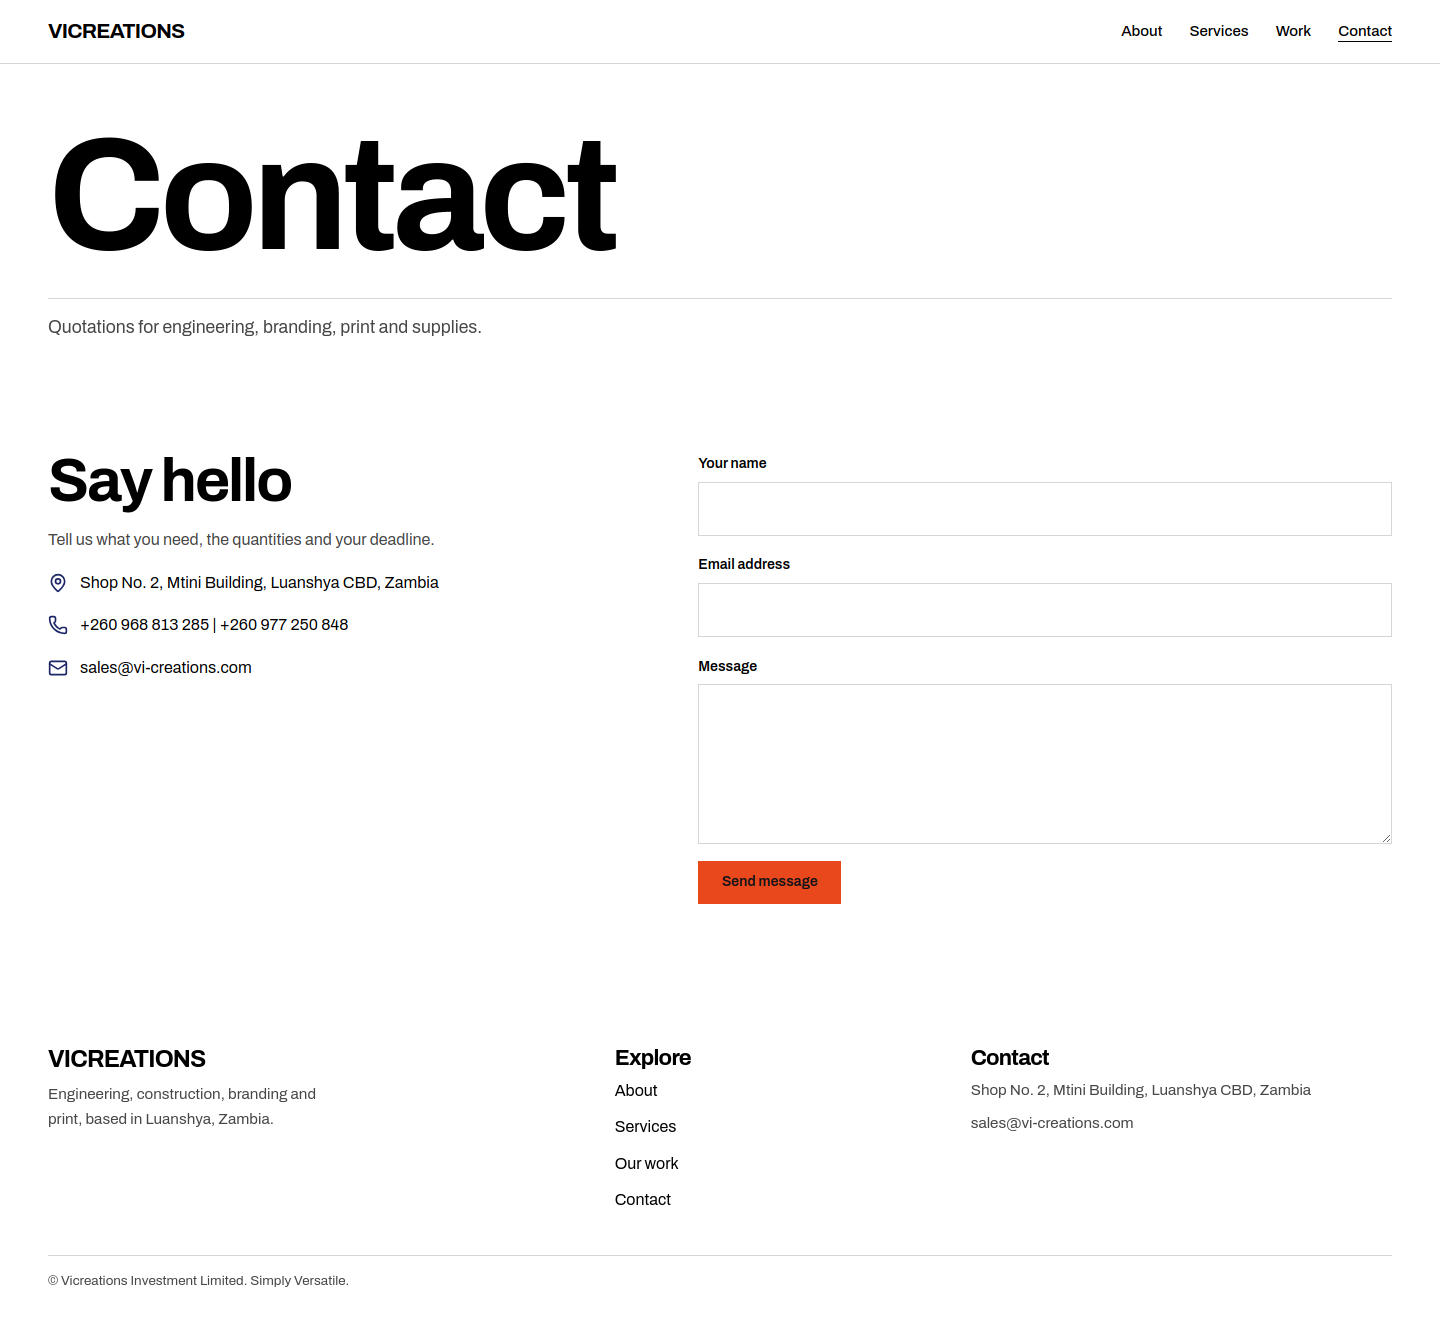 VICREATIONS
About
Services
Work
Contact
Contact
Quotations for engineering, branding, print and supplies.
Say hello
Tell us what you need, the quantities and your deadline.
Shop No. 2, Mtini Building, Luanshya CBD, Zambia
+260 968 813 285 | +260 977 250 848
sales@vi-creations.com
Your name
Email address
Message
Send message
VICREATIONS
Engineering, construction, branding and
print, based in Luanshya, Zambia.
Explore
About
Services
Our work
Contact
Contact
Shop No. 2, Mtini Building, Luanshya CBD, Zambia
sales@vi-creations.com
© Vicreations Investment Limited. Simply Versatile.